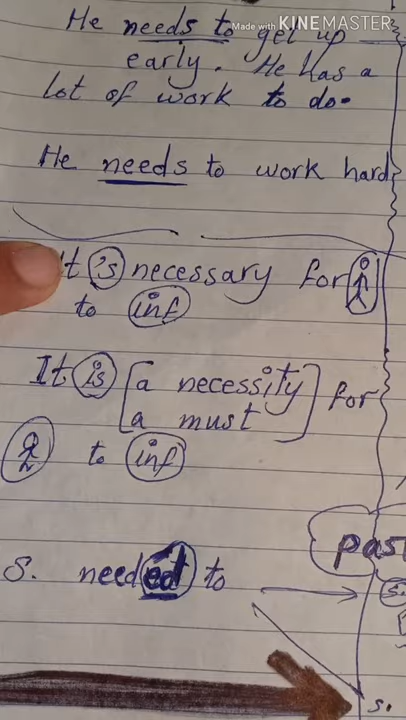 Made with KINEMASTER
He needs to get up
early. He has a
lot of work to do.
He needs to work hard
It is necessary for
to inf
It is [a necessity] for
[a must]
to inf
past
S. needed to
s.
s.